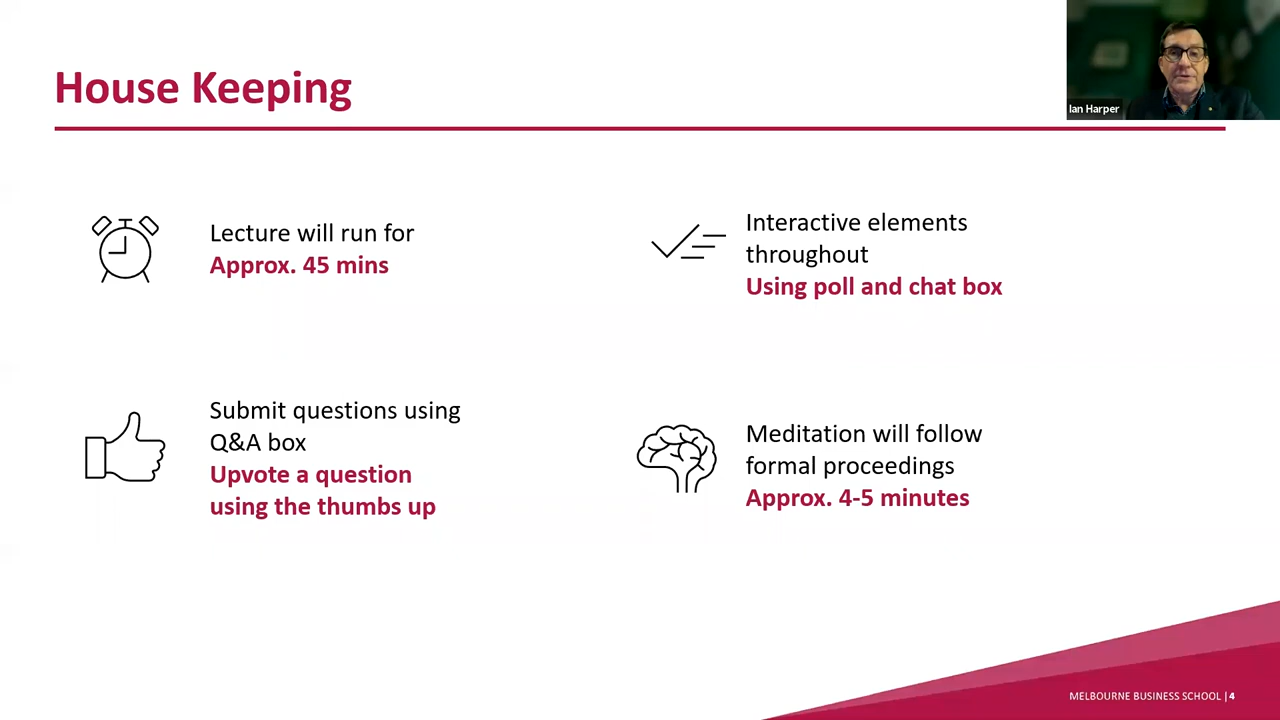 House Keeping
Ian Harper
Lecture will run for
Approx. 45 mins
Interactive elements
throughout
Using poll and chat box
Submit questions using
Q&A box
Upvote a question
using the thumbs up
Meditation will follow
formal proceedings
Approx. 4-5 minutes
MELBOURNE BUSINESS SCHOOL | 4